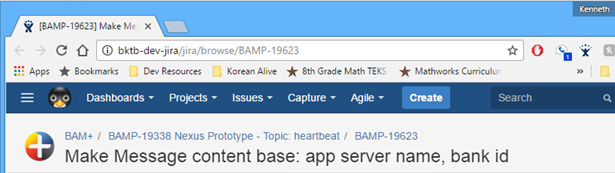 Kenneth
[BAMP-19623] Make Mes
bktb-dev-jira/jira/browse/BAMP-19623
Apps Bookmarks Dev Resources Korean Alive 8th Grade Math TEKS Mathworks Curriculum
Dashboards Projects Issues Capture Agile Create Search
BAM+ / BAMP-19338 Nexus Prototype - Topic: heartbeat / BAMP-19623
Make Message content base: app server name, bank id